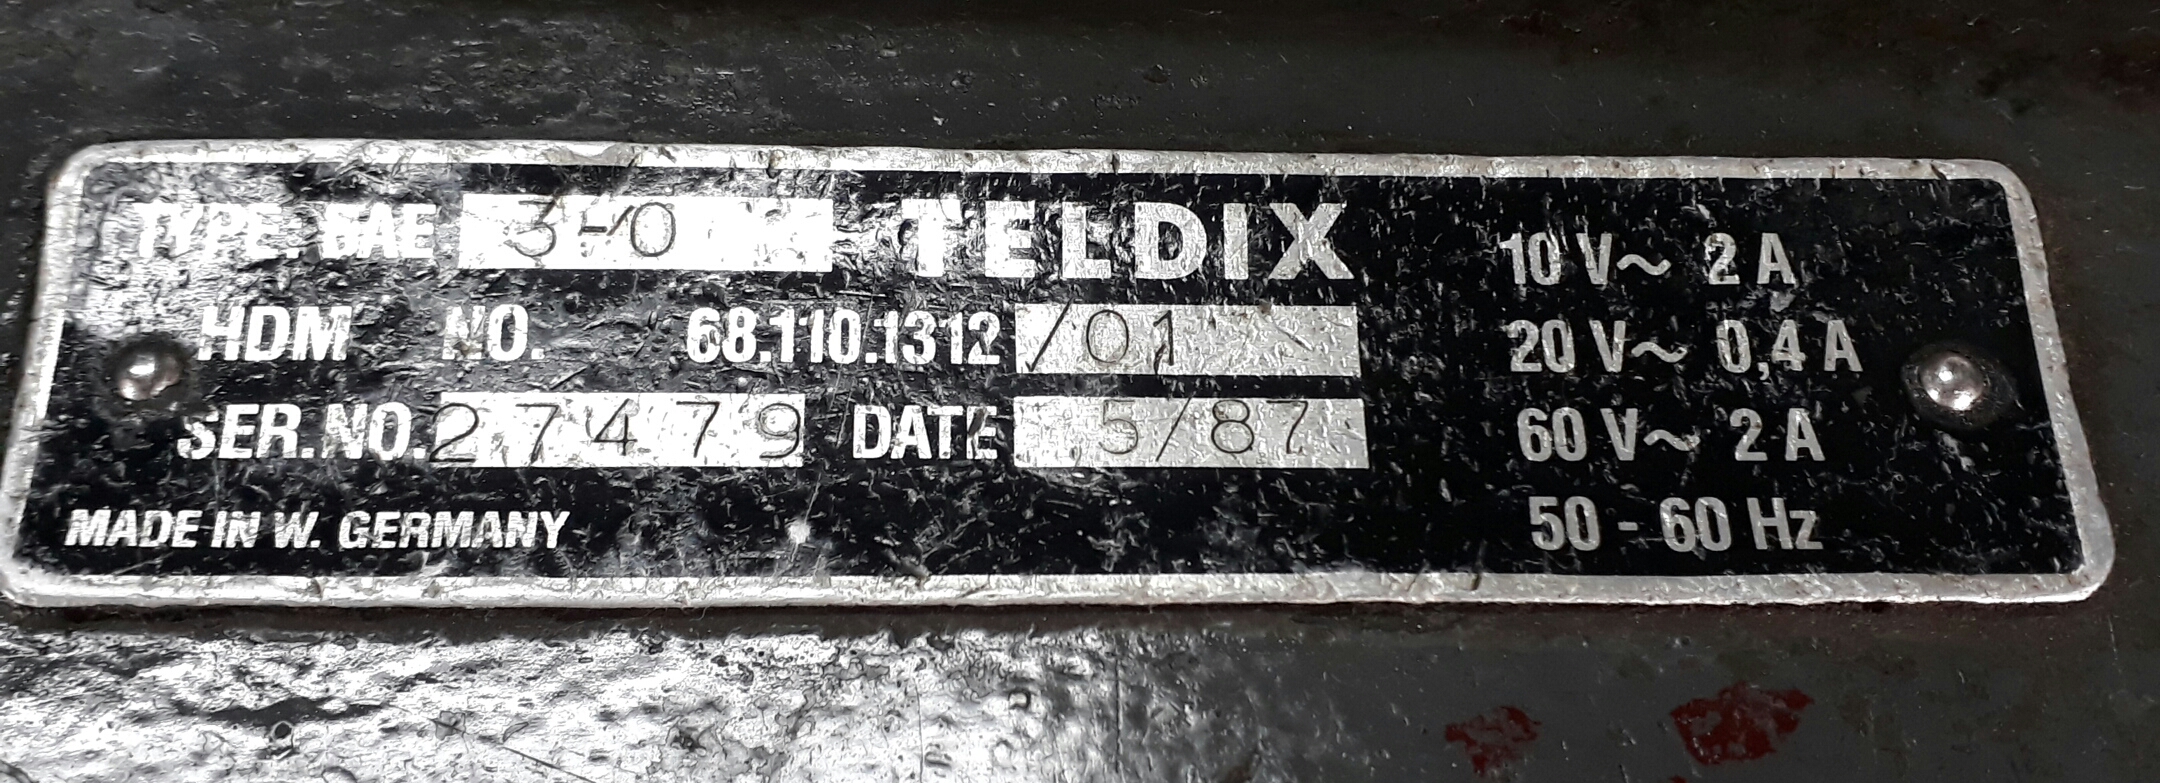 TYPE: BAE 3-0 TELDIX
HDM NO. 68.110.1312 /01
SER.NO. 27479 DATE 5/87
MADE IN W. GERMANY
10 V~ 2 A
20 V~ 0,4 A
60 V~ 2 A
50 - 60 Hz